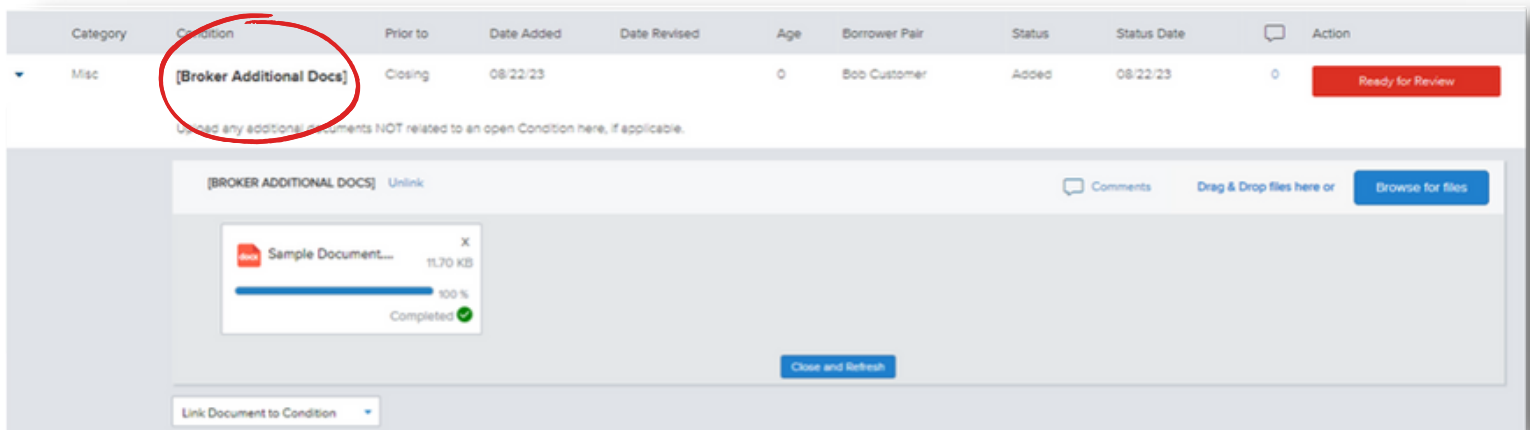 Category Condition Prior to Date Added Date Revised Age Borrower Pair Status Status Date Action
Misc [Broker Additional Docs] Closing 08/22/23 0 Bob Customer Added 08/22/23 0 Ready for Review
Upload any additional documents NOT related to an open Condition here, if applicable.
[BROKER ADDITIONAL DOCS] Unlink Comments Drag & Drop files here or Browse for files
docx Sample Document.... X
11.70 KB
100 %
Completed
Close and Refresh
Link Document to Condition